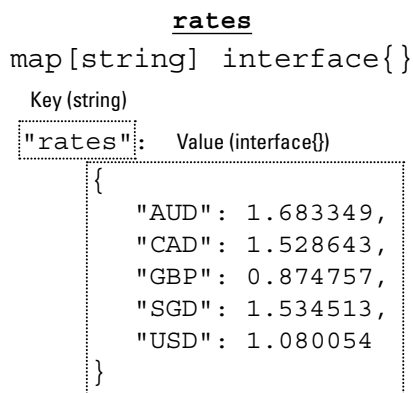 rates
map[string] interface{}
Key (string)
"rates": Value (interface{})
{
"AUD": 1.683349,
"CAD": 1.528643,
"GBP": 0.874757,
"SGD": 1.534513,
"USD": 1.080054
}